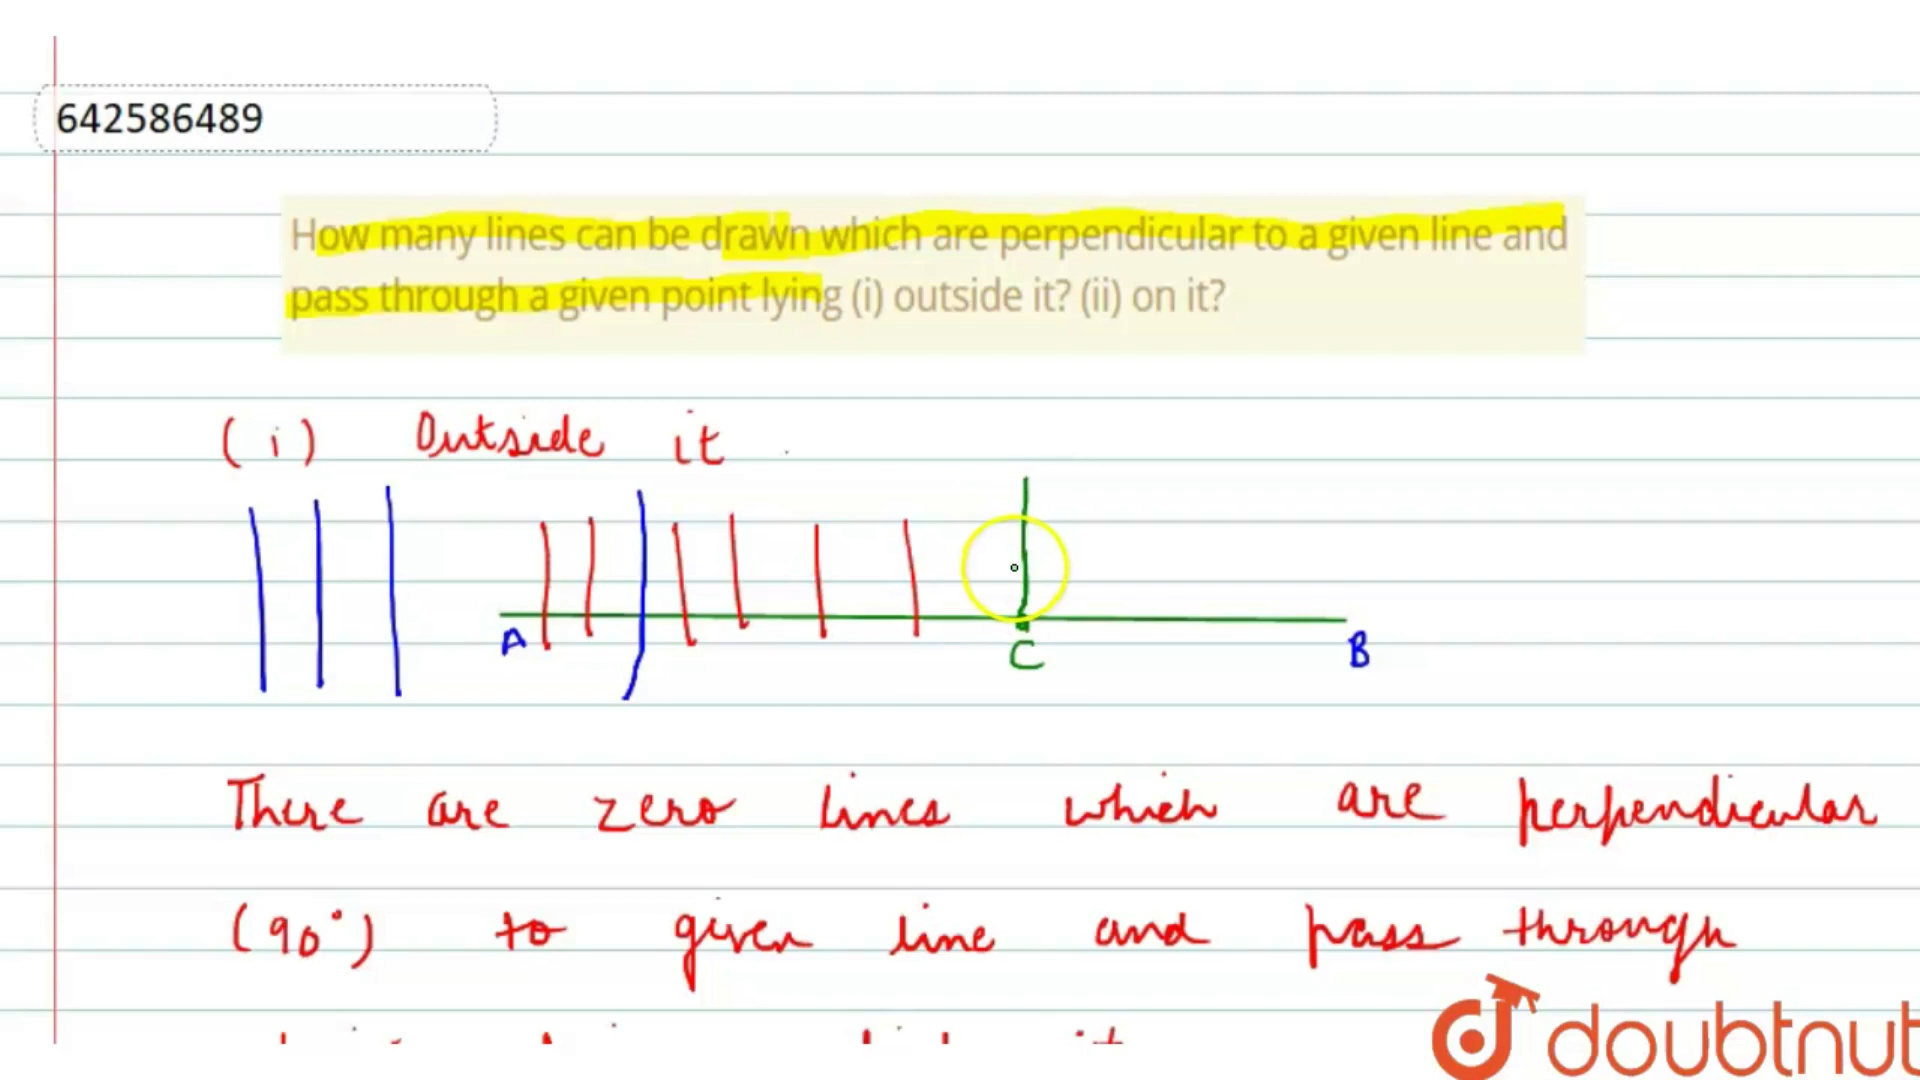 642586489
How many lines can be drawn which are perpendicular to a given line and
pass through a given point lying (i) outside it? (ii) on it?
(i) Outside it
A C B
There are zero lines which are perpendicular
(90°) to given line and pass through
doubtnut